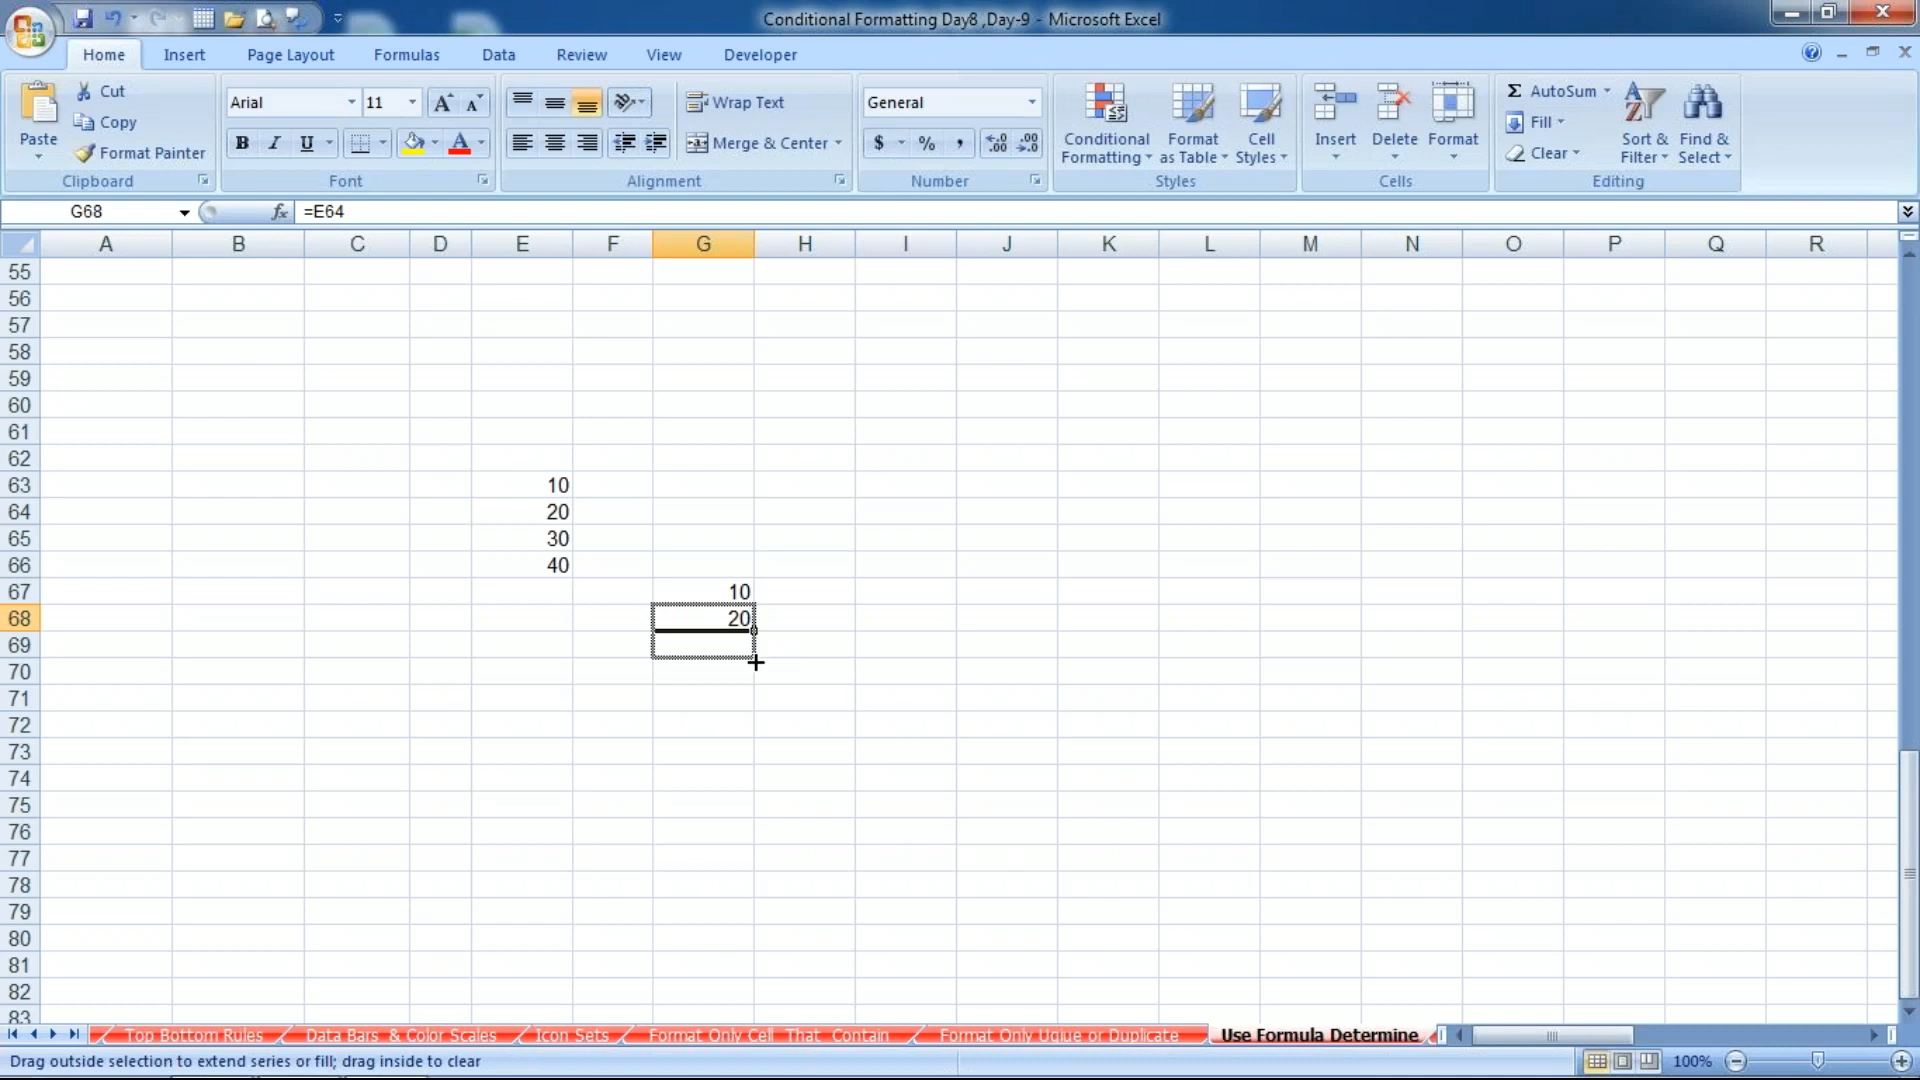 Conditional Formatting Day8 ,Day-9 - Microsoft Excel
Home Insert Page Layout Formulas Data Review View Developer
Paste
Cut
Copy
Format Painter
Clipboard
Arial 11
B I U
Font
Wrap Text
Merge & Center
Alignment
General
$ % ,
Number
Conditional Formatting
Format as Table
Cell Styles
Styles
Insert Delete Format
Cells
AutoSum
Fill
Clear
Sort & Filter
Find & Select
Editing
G68 fx =E64
A B C D E F G H I J K L M N O P Q R
55
56
57
58
59
60
61
62
63 10
64 20
65 30
66 40
67 10
68 20
69
70
71
72
73
74
75
76
77
78
79
80
81
82
83
Top Bottom Rules Data Bars & Color Scales Icon Sets Format Only Cell That Contain Format Only Uqiue or Duplicate Use Formula Determine
Drag outside selection to extend series or fill; drag inside to clear 100%